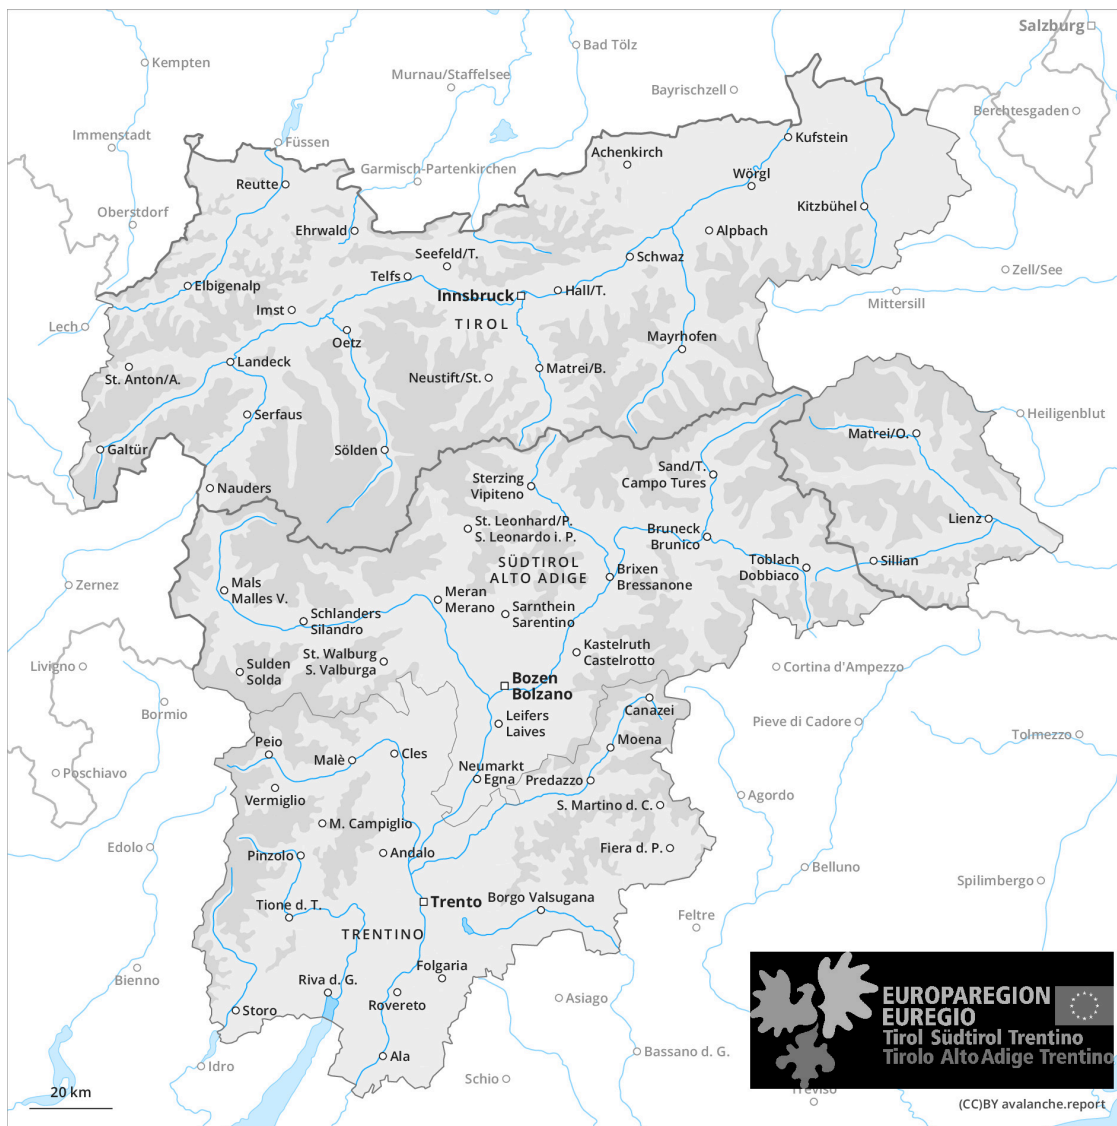 Salzburg
Bad Tölz
Kempten
Murnau/Staffelsee
Bayrischzell
Berchtesgaden
Immenstadt
Füssen
Kufstein
Achenkirch
Garmisch-Partenkirchen
Wörgl
Reutte
Kitzbühel
Oberstdorf
Ehrwald
Alpbach
Seefeld/T.
Schwaz
Zell/See
Telfs
Elbigenalp
Hall/T.
Innsbruck
Mittersill
Imst
TIROL
Lech
Oetz
Mayrhofen
Landeck
Matrei/B.
St. Anton/A.
Neustift/St.
Serfaus
Heiligenblut
Matrei/O.
Galtür
Sölden
Sand/T.
Campo Tures
Sterzing
Vipiteno
Nauders
Lienz
St. Leonhard/P.
S. Leonardo i. P.
Bruneck
Brunico
SÜDTIROL
ALTO ADIGE
Toblach
Dobbiaco
Sillian
Brixen
Bressanone
Zernez
Mals
Malles V.
Meran
Merano
Sarnthein
Sarentino
Schlanders
Silandro
Kastelruth
Castelrotto
St. Walburg
S. Valburga
Livigno
Sulden
Solda
Cortina d'Ampezzo
Bozen
Bolzano
Bormio
Canazei
Leifers
Laives
Pieve di Cadore
Tolmezzo
Peio
Moena
Malè
Cles
Neumarkt
Egna
Poschiavo
Predazzo
Vermiglio
Agordo
S. Martino d. C.
M. Campiglio
Edolo
Pinzolo
Andalo
Fiera d. P.
Belluno
Spilimbergo
Borgo Valsugana
Trento
Tione d. T.
Feltre
TRENTINO
Folgaria
Bienno
Riva d. G.
Rovereto
Asiago
Storo
EUROPAREGION
EUREGIO
Tirol Südtirol Trentino
Tirolo Alto Adige Trentino
Ala
Bassano d. G.
Idro
Schio
20 km
Treviso
(CC)BY avalanche.report